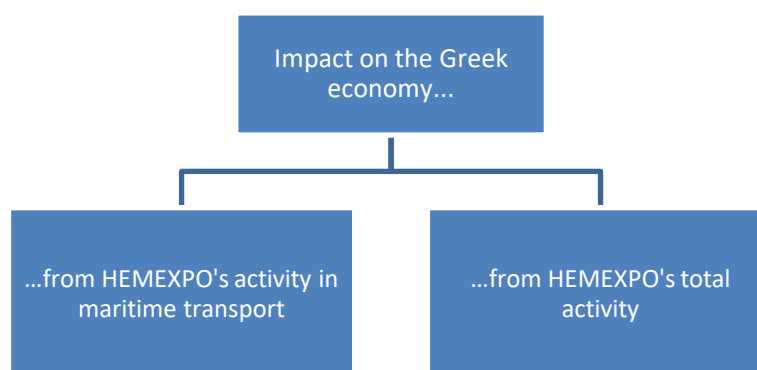 Impact on the Greek
economy...
...from HEMEXPO's activity in
maritime transport
...from HEMEXPO's total
activity